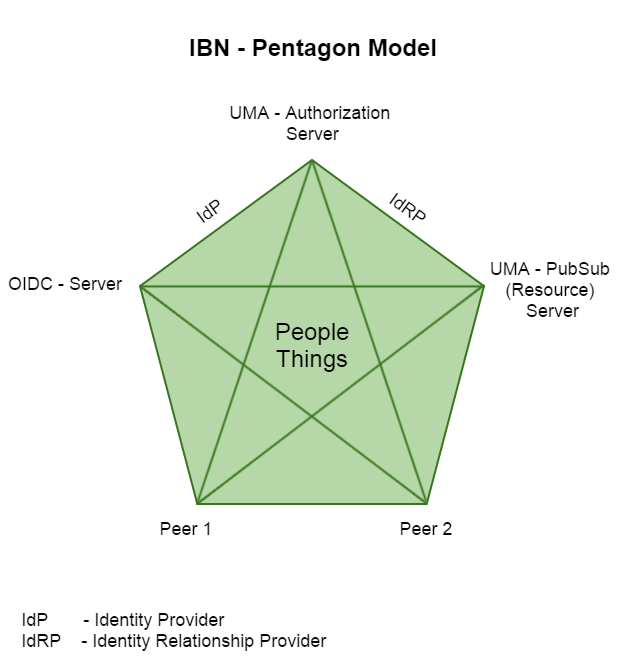 IBN - Pentagon Model
UMA - Authorization
Server
IdP
IdRP
OIDC - Server
UMA - PubSub
(Resource)
Server
People
Things
Peer 1
Peer 2
IdP - Identity Provider
IdRP - Identity Relationship Provider